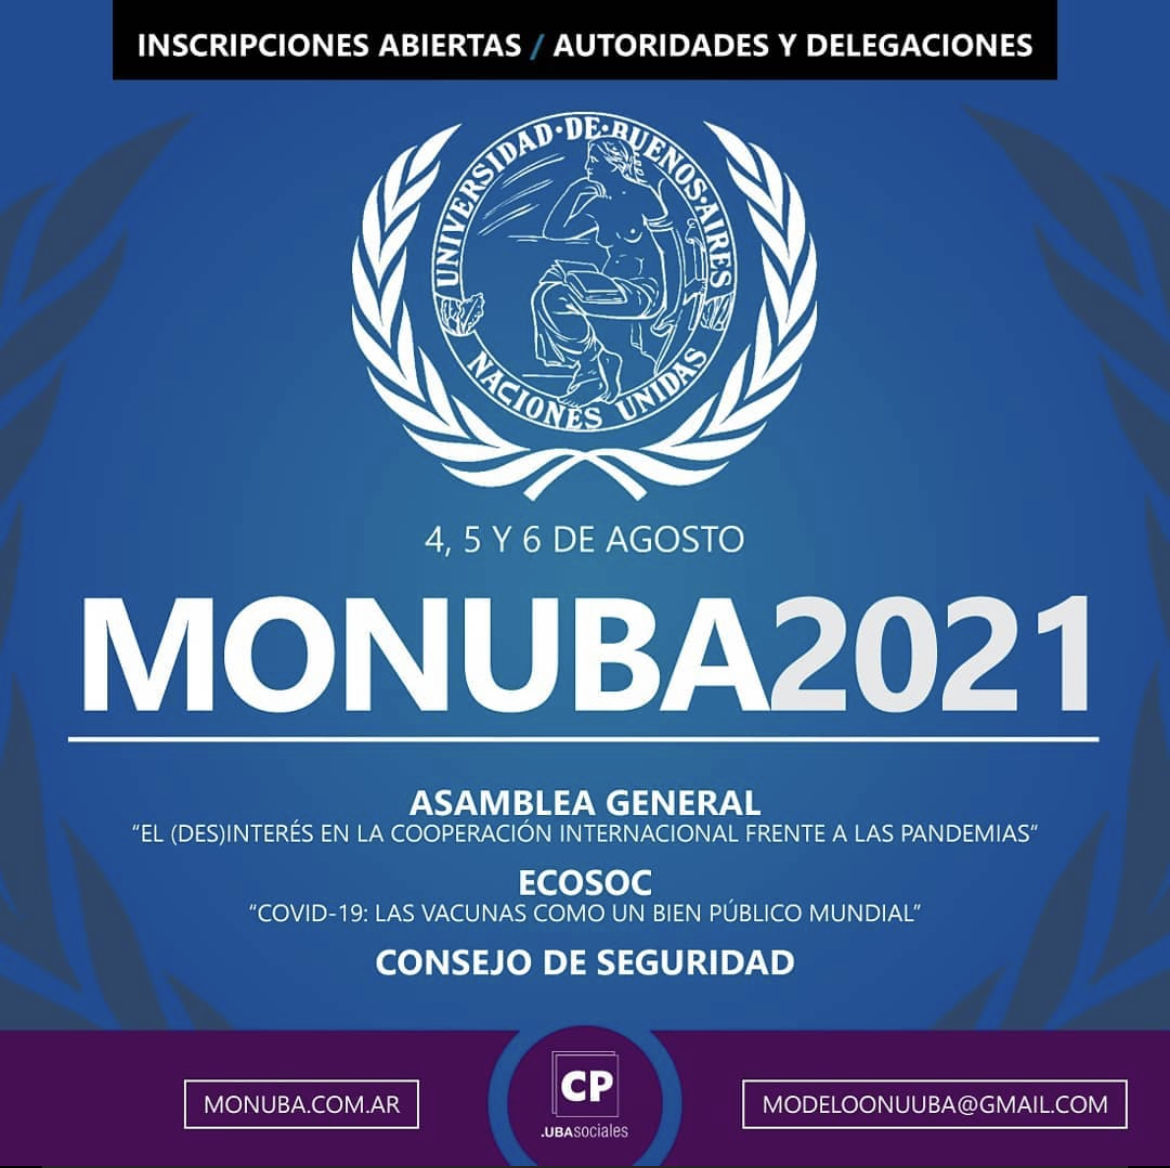 INSCRIPCIONES ABIERTAS / AUTORIDADES Y DELEGACIONES
UNIVERSIDAD·DE·BUENOS·AIRES
NACIONES UNIDAS
4, 5 Y 6 DE AGOSTO
MONUBA2021
ASAMBLEA GENERAL
“EL (DES)INTERÉS EN LA COOPERACIÓN INTERNACIONAL FRENTE A LAS PANDEMIAS“
ECOSOC
“COVID-19: LAS VACUNAS COMO UN BIEN PÚBLICO MUNDIAL”
CONSEJO DE SEGURIDAD
MONUBA.COM.AR
CP
.UBAsociales
MODELOONUUBA@GMAIL.COM